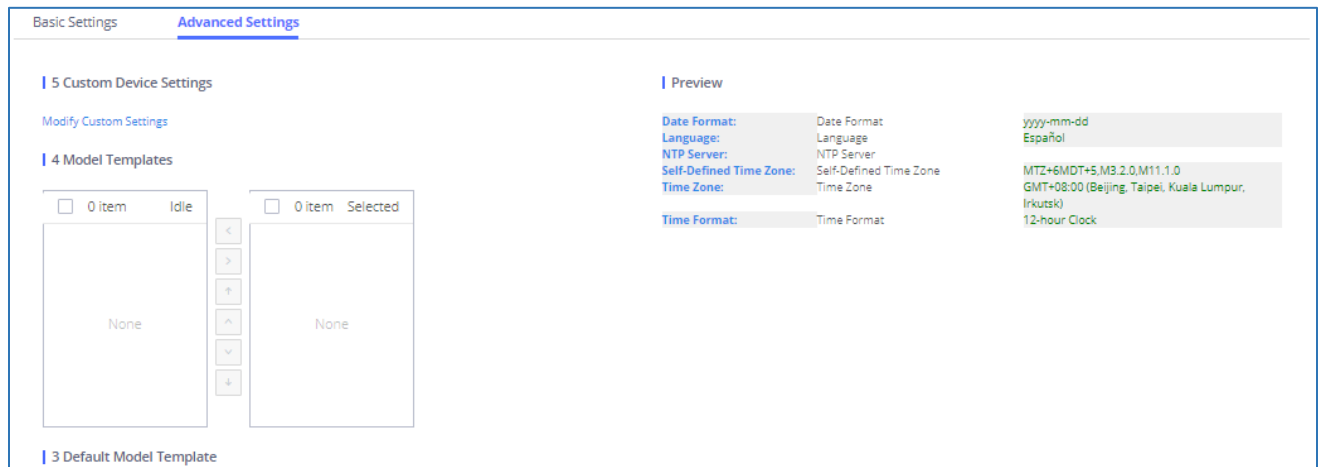 Basic Settings Advanced Settings
5 Custom Device Settings
Modify Custom Settings
4 Model Templates
0 item Idle
None
0 item Selected
None
3 Default Model Template
Preview
Date Format: Date Format yyyy-mm-dd
Language: Language Español
NTP Server: NTP Server
Self-Defined Time Zone: Self-Defined Time Zone MTZ+6MDT+5,M3.2.0,M11.1.0
Time Zone: Time Zone GMT+08:00 (Beijing, Taipei, Kuala Lumpur,
Irkutsk)
Time Format: Time Format 12-hour Clock